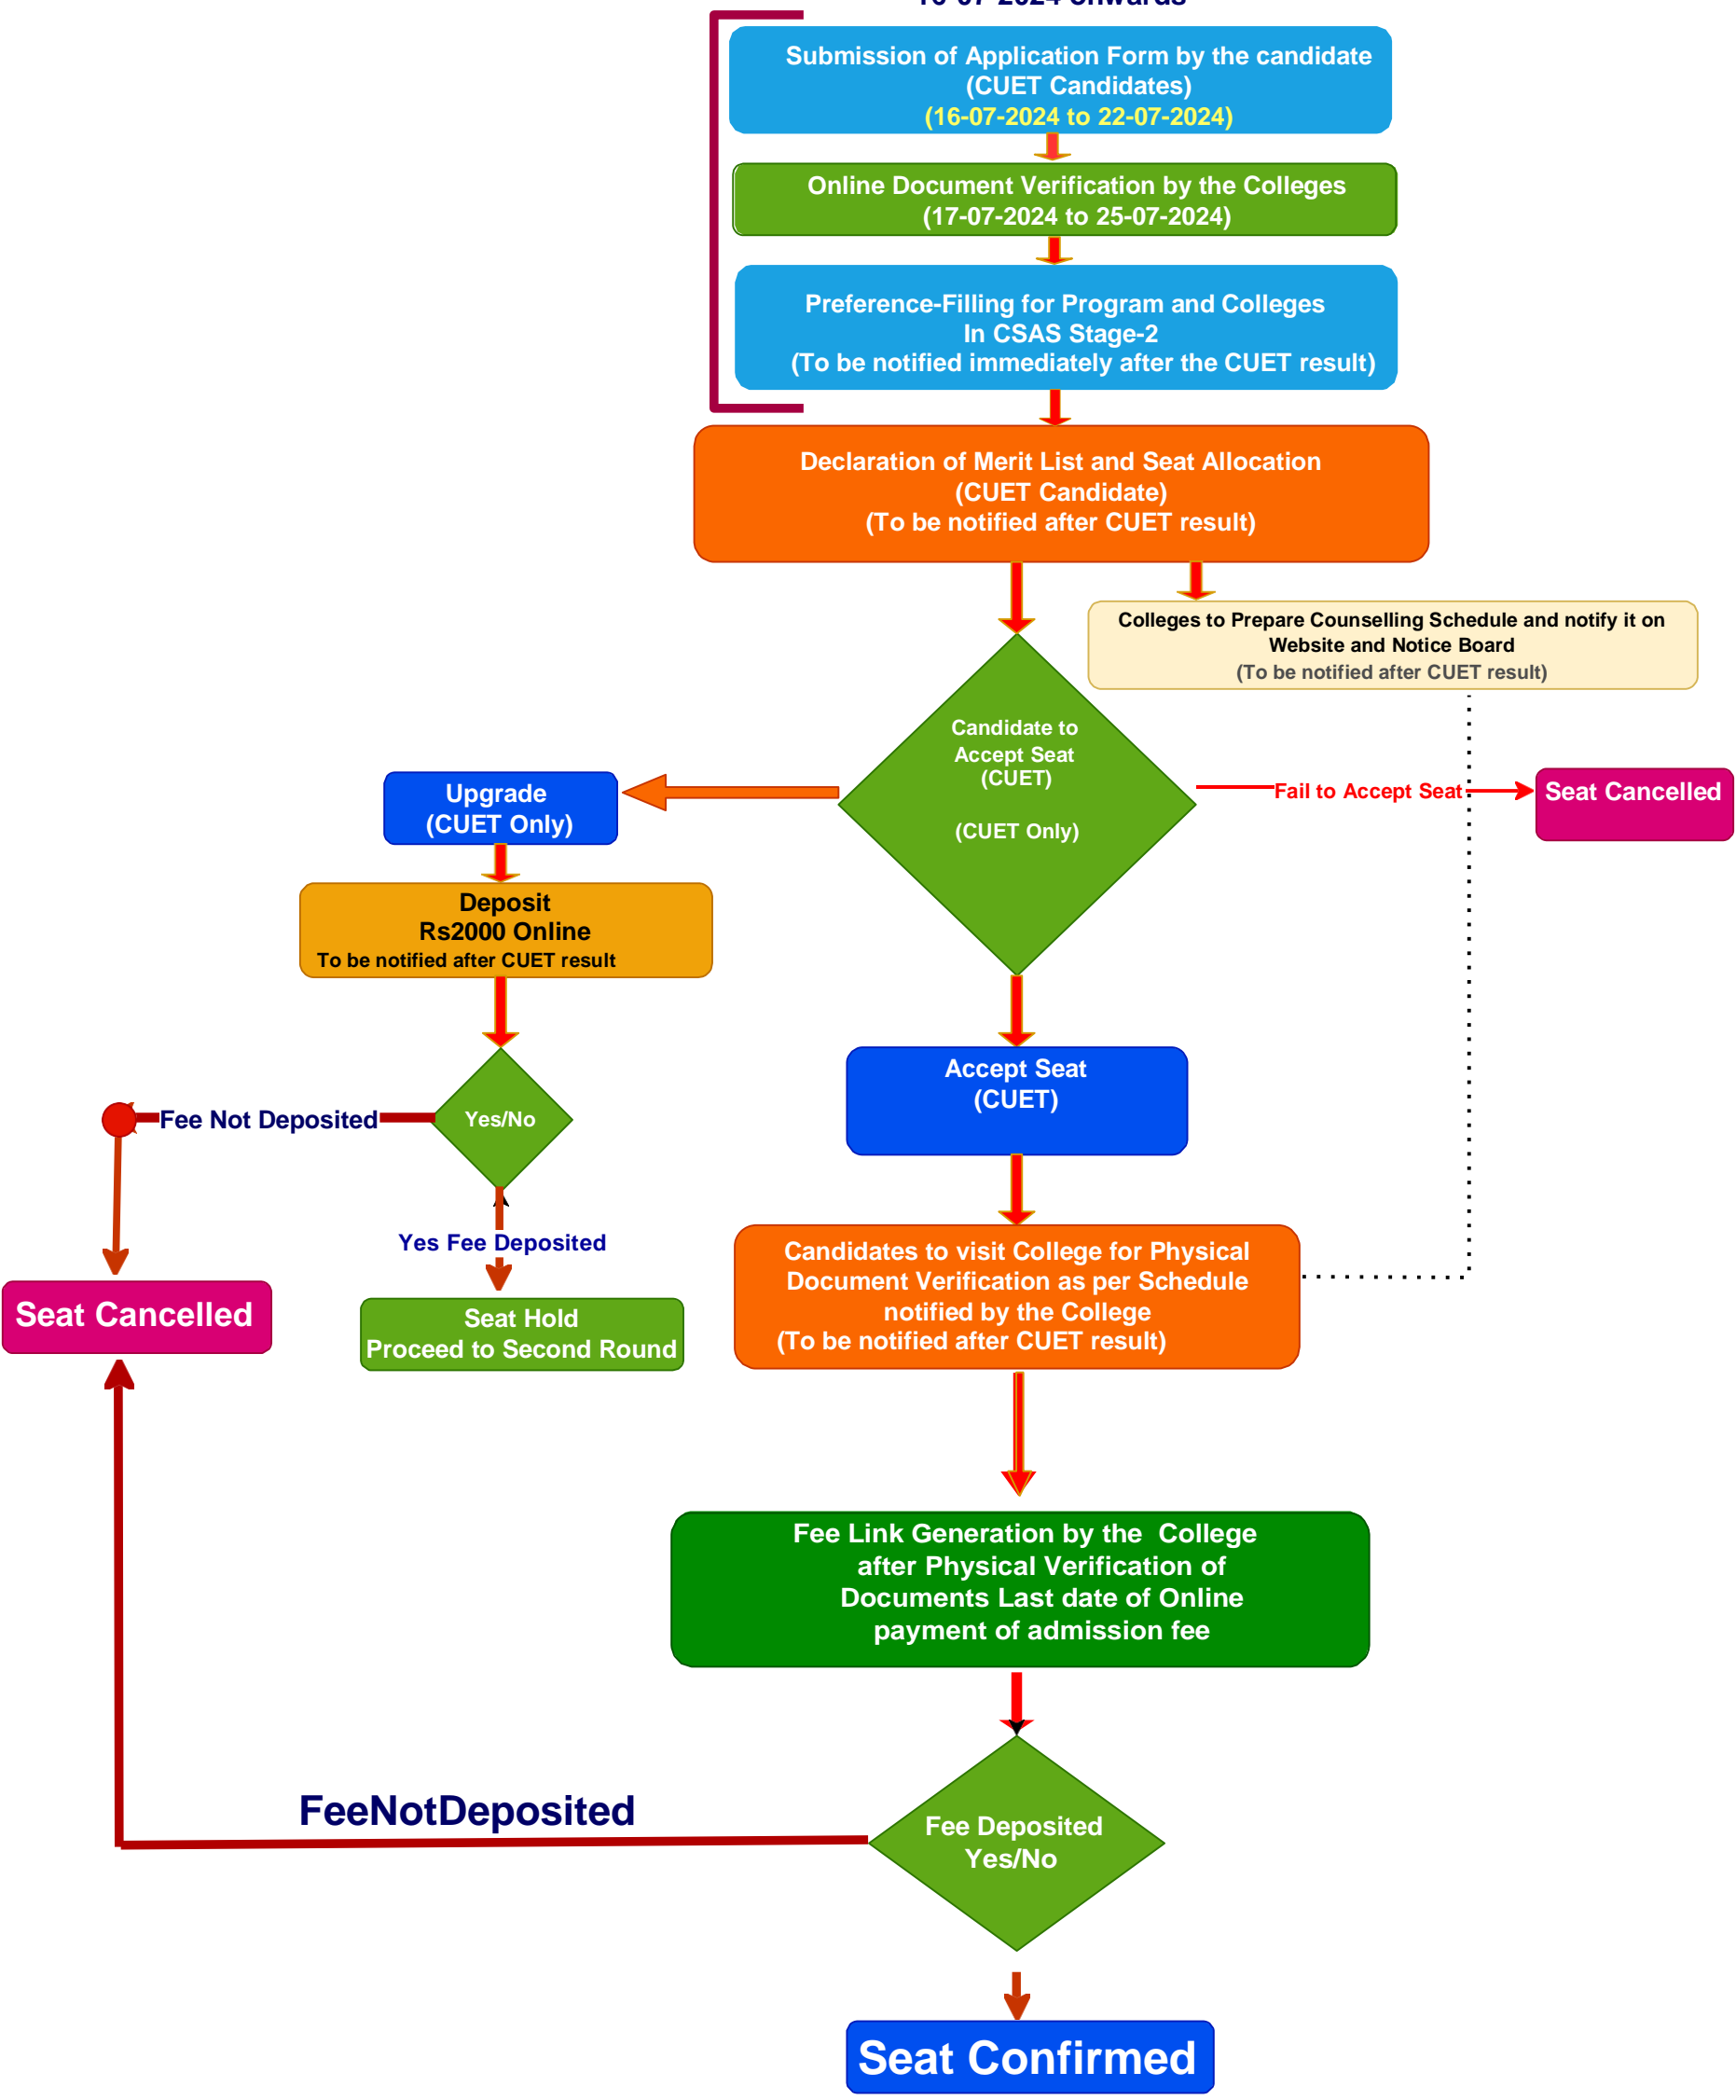 16-07-2024 onwards
Submission of Application Form by the candidate
(CUET Candidates)
(16-07-2024 to 22-07-2024)
Online Document Verification by the Colleges
(17-07-2024 to 25-07-2024)
Preference-Filling for Program and Colleges
In CSAS Stage-2
(To be notified immediately after the CUET result)
Declaration of Merit List and Seat Allocation
(CUET Candidate)
(To be notified after CUET result)
Colleges to Prepare Counselling Schedule and notify it on
Website and Notice Board
(To be notified after CUET result)
Candidate to
Accept Seat
(CUET)
(CUET Only)
Fail to Accept Seat
Seat Cancelled
Upgrade
(CUET Only)
Deposit
Rs2000 Online
To be notified after CUET result
Yes/No
Fee Not Deposited
Yes Fee Deposited
Seat Cancelled
Seat Hold
Proceed to Second Round
Accept Seat
(CUET)
Candidates to visit College for Physical
Document Verification as per Schedule
notified by the College
(To be notified after CUET result)
Fee Link Generation by the College
after Physical Verification of
Documents Last date of Online
payment of admission fee
FeeNotDeposited
Fee Deposited
Yes/No
Seat Confirmed